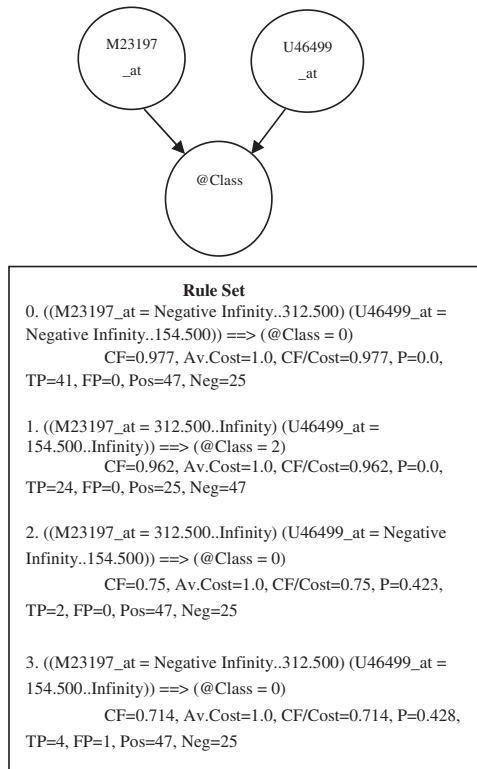 M23197
_at
U46499
_at
@Class
Rule Set
0. ((M23197_at = Negative Infinity..312.500) (U46499_at =
Negative Infinity..154.500)) ==> (@Class = 0)
CF=0.977, Av.Cost=1.0, CF/Cost=0.977, P=0.0,
TP=41, FP=0, Pos=47, Neg=25
1. ((M23197_at = 312.500..Infinity) (U46499_at =
154.500..Infinity)) ==> (@Class = 2)
CF=0.962, Av.Cost=1.0, CF/Cost=0.962, P=0.0,
TP=24, FP=0, Pos=25, Neg=47
2. ((M23197_at = 312.500..Infinity) (U46499_at = Negative
Infinity..154.500)) ==> (@Class = 0)
CF=0.75, Av.Cost=1.0, CF/Cost=0.75, P=0.423,
TP=2, FP=0, Pos=47, Neg=25
3. ((M23197_at = Negative Infinity..312.500) (U46499_at =
154.500..Infinity)) ==> (@Class = 0)
CF=0.714, Av.Cost=1.0, CF/Cost=0.714, P=0.428,
TP=4, FP=1, Pos=47, Neg=25